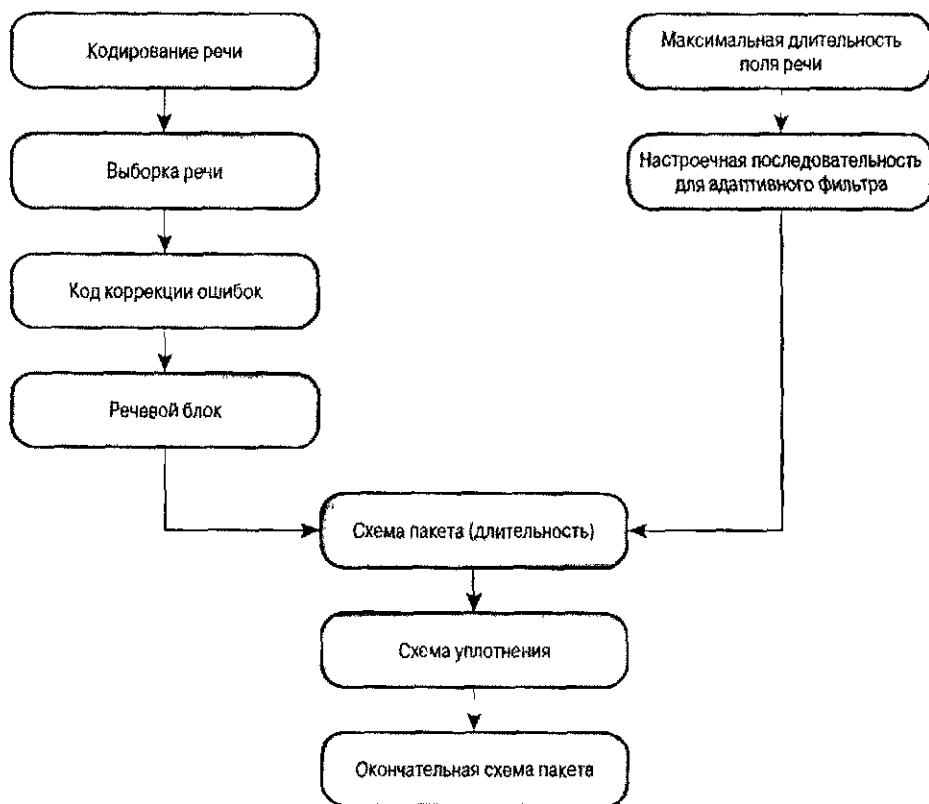 Кодирование речи
Выборка речи
Код коррекции ошибок
Речевой блок
Максимальная длительность
поля речи
Настроечная последовательность
для адаптивного фильтра
Схема пакета (длительность)
Схема уплотнения
Окончательная схема пакета